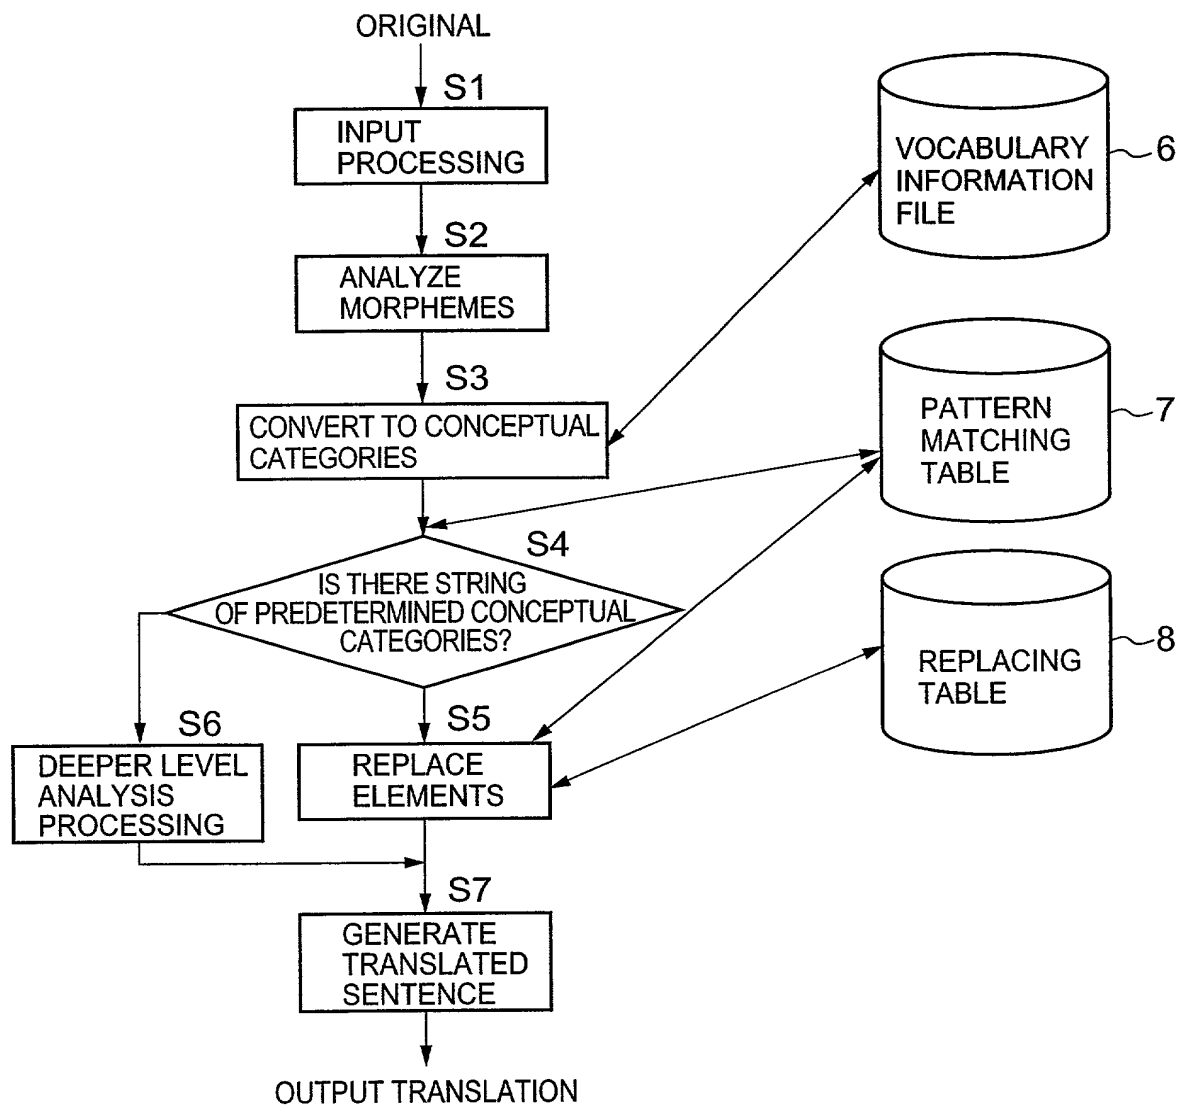 ORIGINAL
S1
INPUT
PROCESSING
S2
ANALYZE
MORPHEMES
S3
CONVERT TO CONCEPTUAL
CATEGORIES
S4
IS THERE STRING
OF PREDETERMINED CONCEPTUAL
CATEGORIES?
S6
DEEPER LEVEL
ANALYSIS
PROCESSING
S5
REPLACE
ELEMENTS
S7
GENERATE
TRANSLATED
SENTENCE
OUTPUT TRANSLATION
VOCABULARY
INFORMATION
FILE
6
PATTERN
MATCHING
TABLE
7
REPLACING
TABLE
8